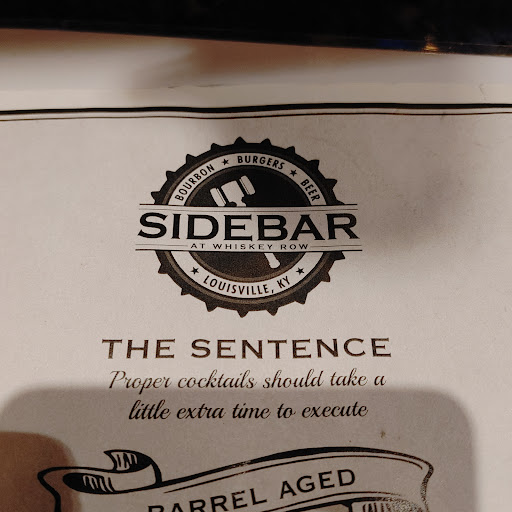 BOURBON ★ BURGERS ★ BEER
SIDEBAR
AT WHISKEY ROW
★ LOUISVILLE, KY ★
THE SENTENCE
Proper cocktails should take a
little extra time to execute
BARREL AGED